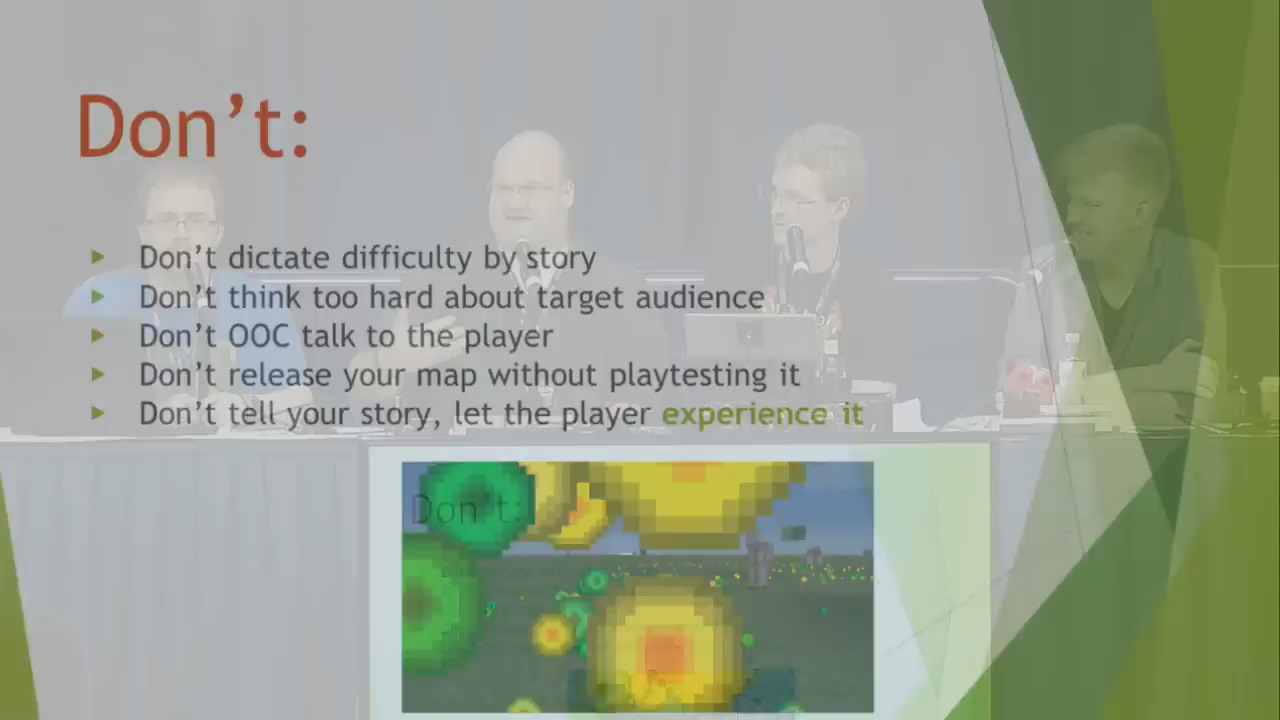 Don't:
Don't dictate difficulty by story
Don't think too hard about target audience
Don't OOC talk to the player
Don't release your map without playtesting it
Don't tell your story, let the player experience it
Don't: